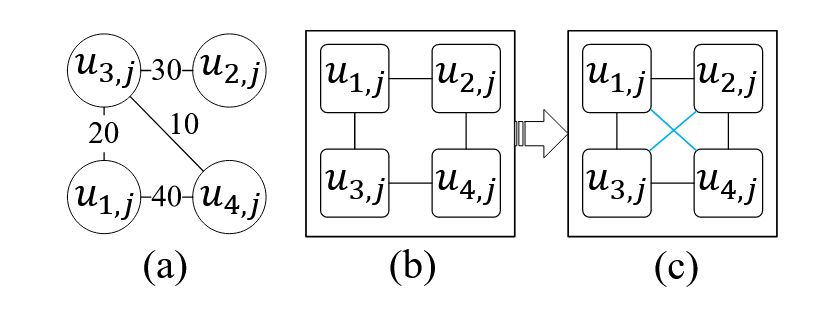 u3,j 30 u2,j
20 10
u1,j 40 u4,j
(a)
u1,j u2,j
u3,j u4,j
(b)
u1,j u2,j
u3,j u4,j
(c)